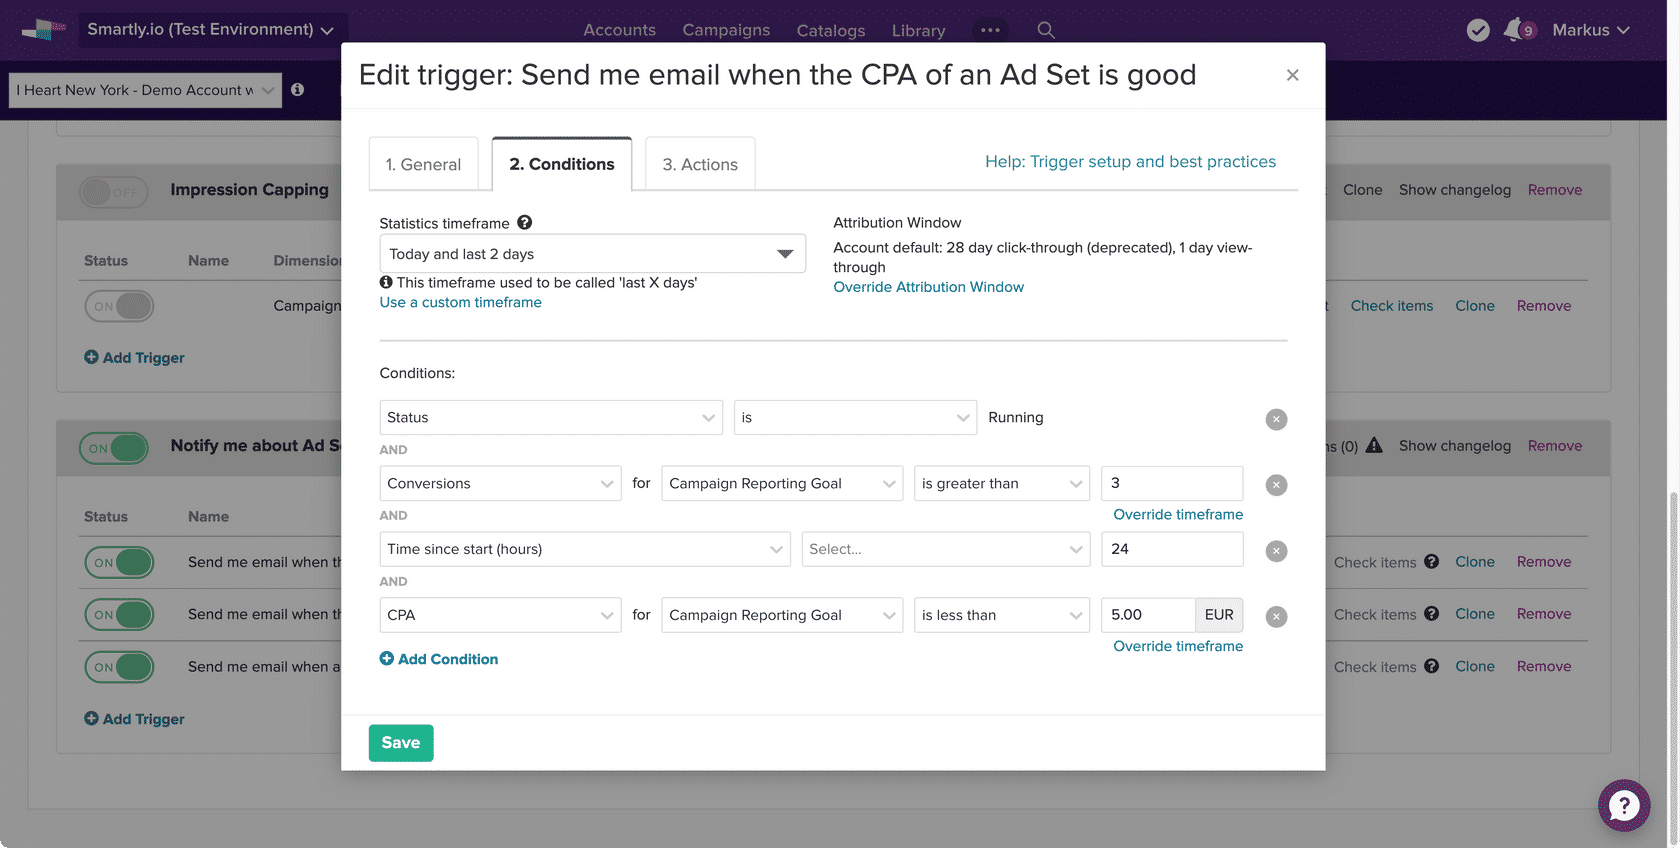 Smartly.io (Test Environment)
Accounts
Campaigns
Catalogs
Library
9
Markus
I Heart New York - Demo Account
Edit trigger: Send me email when the CPA of an Ad Set is good
1. General
2. Conditions
3. Actions
Help: Trigger setup and best practices
OFF
Impression Capping
Clone
Show changelog
Remove
Statistics timeframe
Today and last 2 days
This timeframe used to be called 'last X days'
Use a custom timeframe
Attribution Window
Account default: 28 day click-through (deprecated), 1 day view-
through
Override Attribution Window
Status
Name
ON
Campaign
Check items
Clone
Remove
Add Trigger
Conditions:
Status
is
Running
AND
Conversions
for
Campaign Reporting Goal
is greater than
3
Override timeframe
AND
Time since start (hours)
Select...
24
AND
CPA
for
Campaign Reporting Goal
is less than
5.00
EUR
Override timeframe
Add Condition
Save
ON
Notify me about Ad
(0)
Show changelog
Remove
Status
Name
ON
Send me email when
Check items
Clone
Remove
ON
Send me email when
Check items
Clone
Remove
ON
Send me email when a
Check items
Clone
Remove
Add Trigger